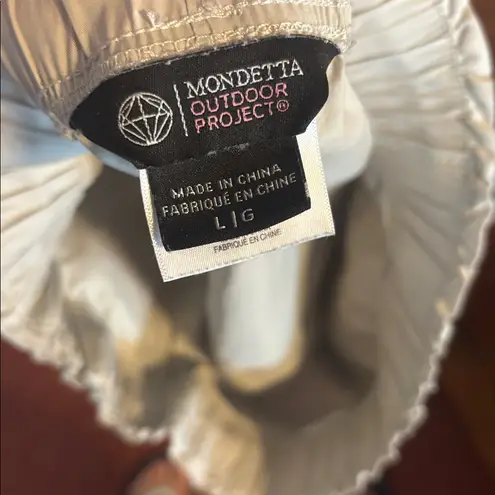 MONDETTA
OUTDOOR
PROJECT®
MADE IN CHINA
FABRIQUÉ EN CHINE
L|G
FABRIQUÉ EN CHINE